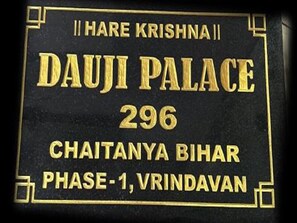 || HARE KRISHNA ||
DAUJI PALACE
296
CHAITANYA BIHAR
PHASE-1, VRINDAVAN